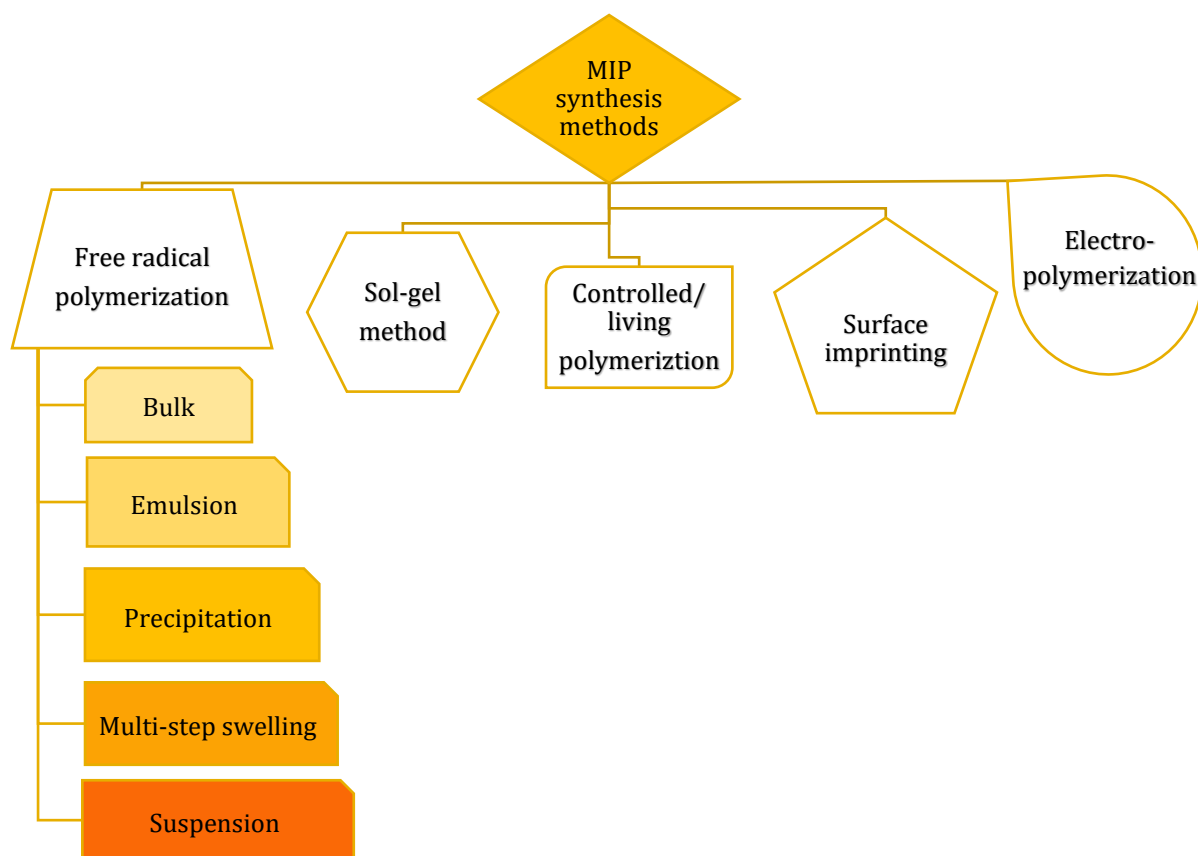 MIP
synthesis
methods
Free radical
polymerization
Sol-gel
method
Controlled/
living
polymeriztion
Surface
imprinting
Electro-
polymerization
Bulk
Emulsion
Precipitation
Multi-step swelling
Suspension